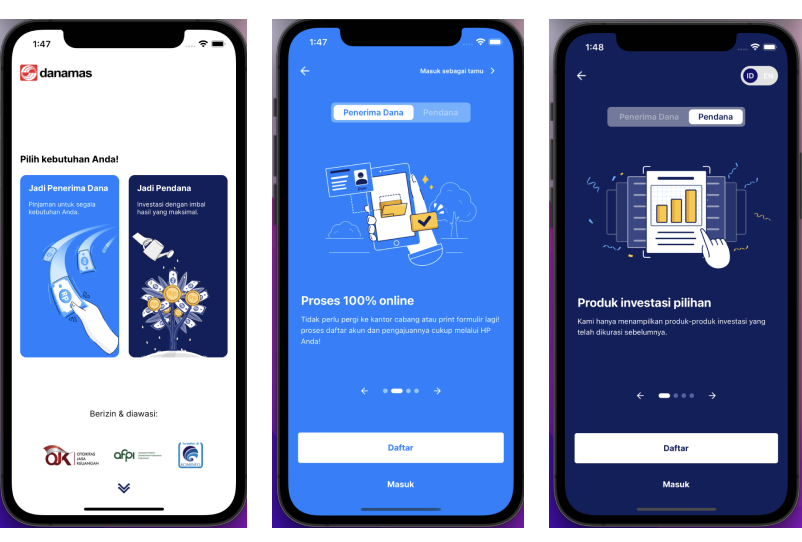 1:47
danamas
Pilih kebutuhan Anda!
Jadi Penerima Dana
Pinjaman untuk segala
kebutuhan Anda.
RP
Jadi Pendana
Investasi dengan imbal
hasil yang maksimal.
Berizin & diawasi:
OJK
OTORITAS
JASA
KEUANGAN
afpi
KOMINFO
1:47
Masuk sebagai tamu
Penerima Dana
Pendana
Proses 100% online
Tidak perlu pergi ke kantor cabang atau print formulir lagi!
proses daftar akun dan pengajuannya cukup melalui HP
Anda!
Daftar
Masuk
1:48
ID
EN
Penerima Dana
Pendana
Produk investasi pilihan
Kami hanya menampilkan produk-produk investasi yang
telah dikurasi sebelumnya.
Daftar
Masuk